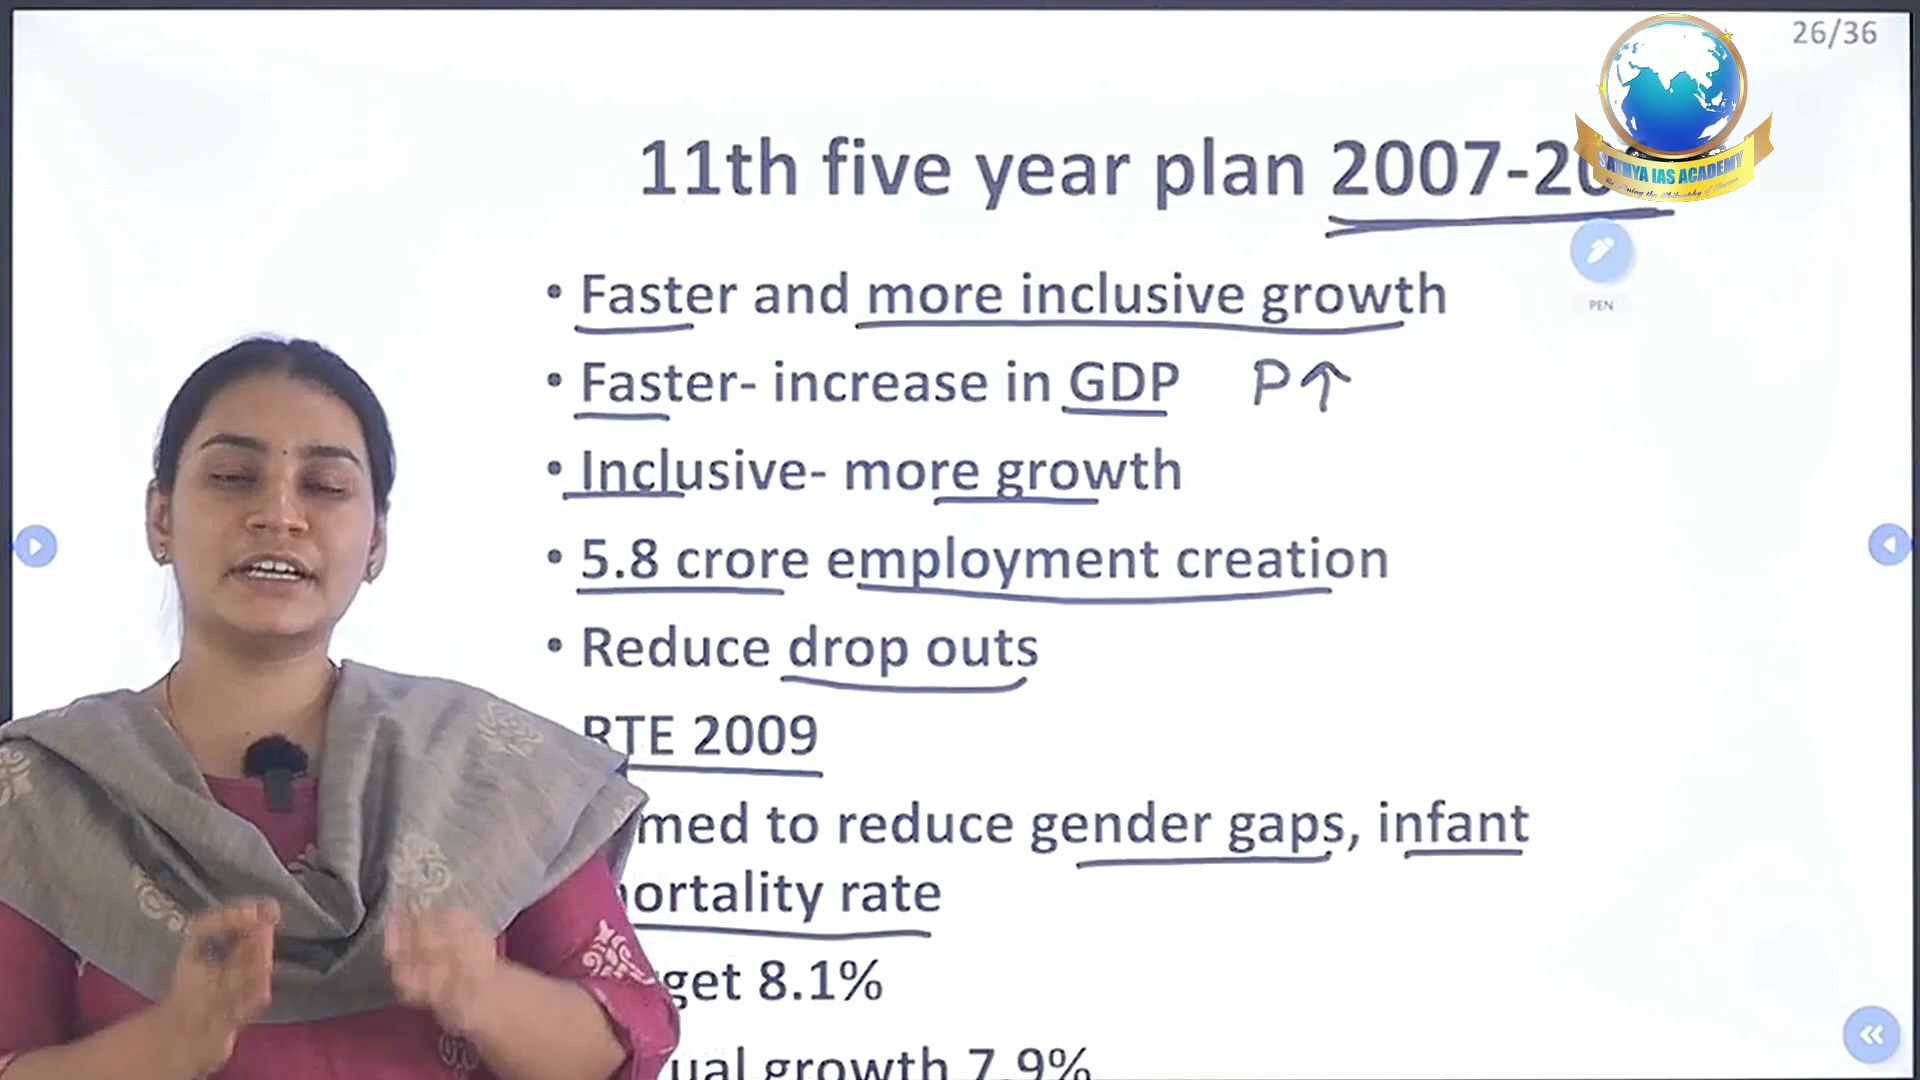 26/36
SATHYA IAS ACADEMY
11th five year plan 2007-20
PEN
• Faster and more inclusive growth
• Faster- increase in GDP P↑
• Inclusive- more growth
• 5.8 crore employment creation
• Reduce drop outs
RTE 2009
med to reduce gender gaps, infant
ortality rate
get 8.1%
ual growth 7.9%